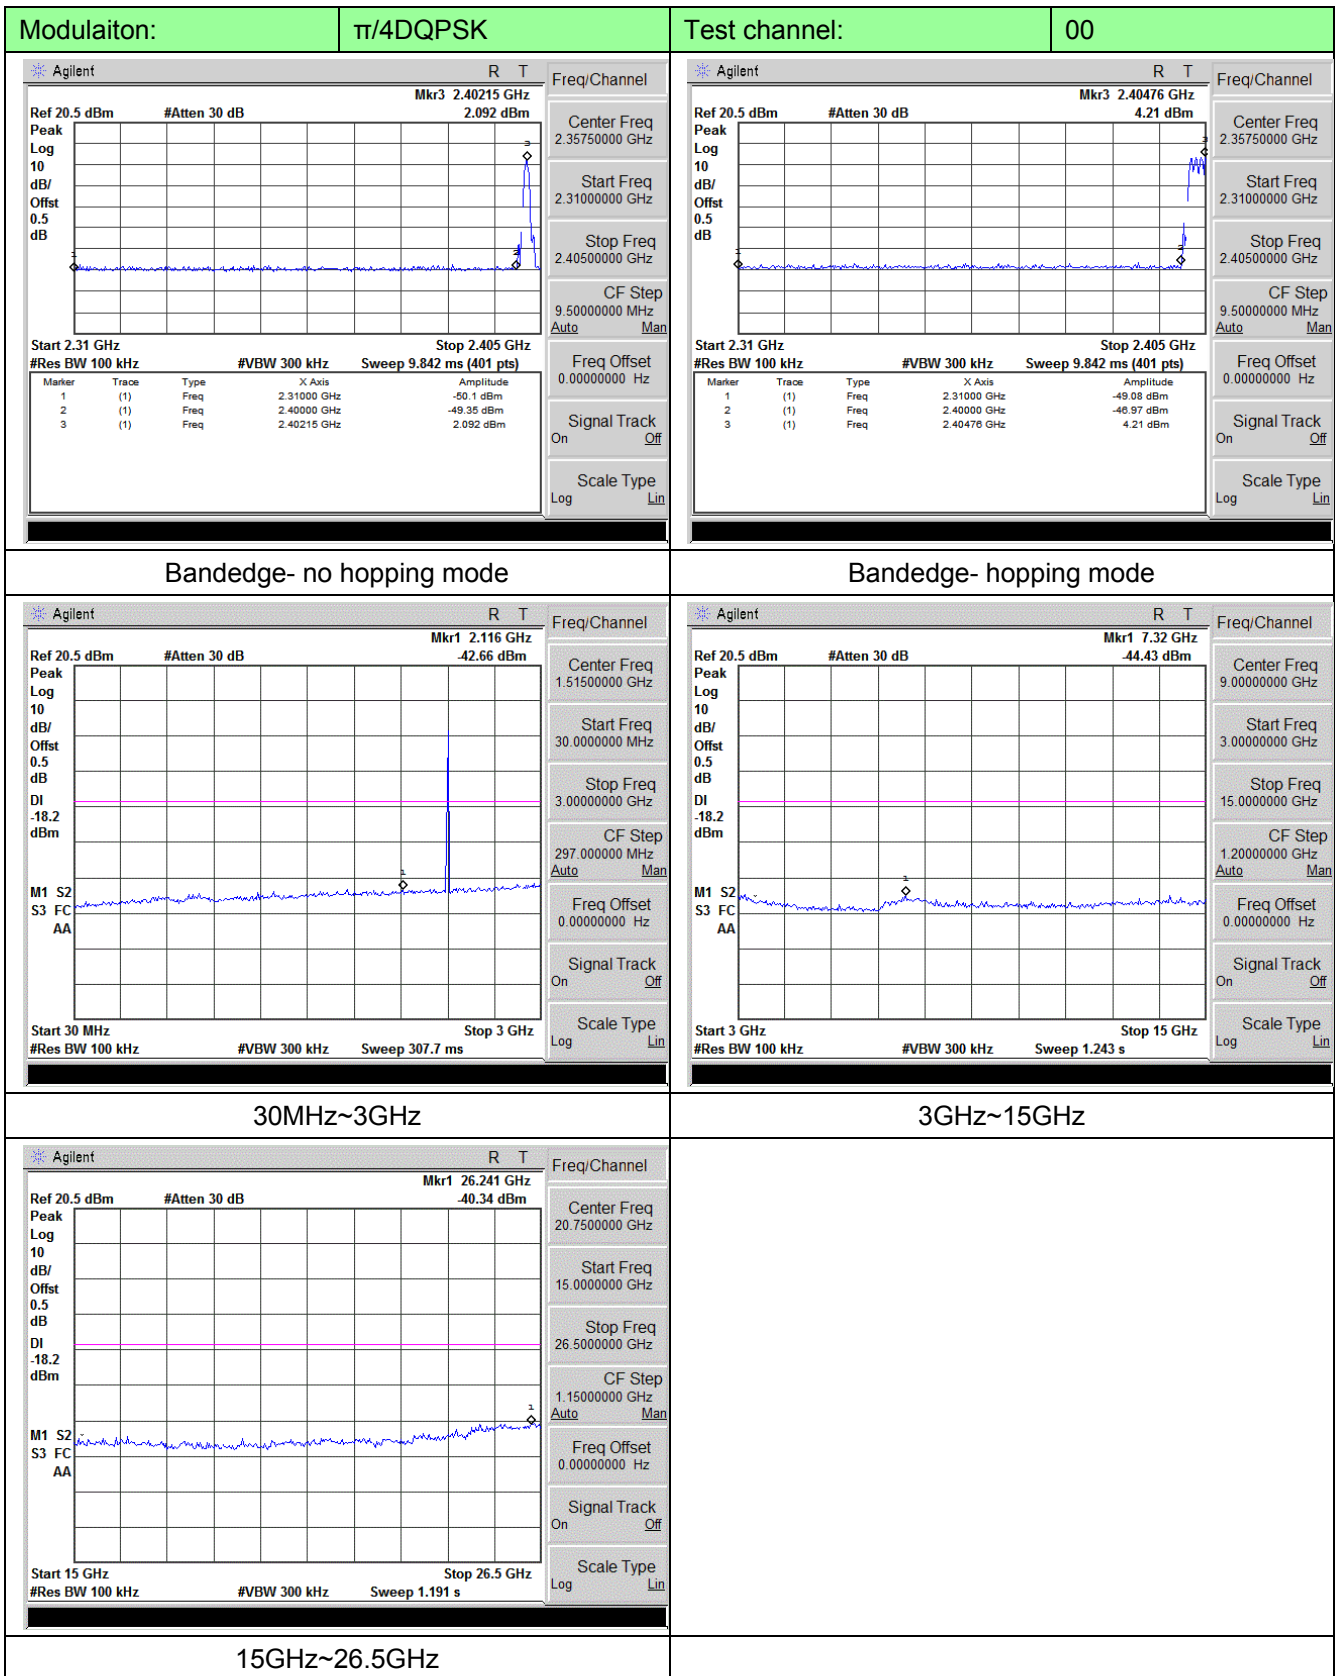 Modulaiton: π/4DQPSK Test channel: 00
Agilent R T Freq/Channel
Mkr3 2.40215 GHz
Ref 20.5 dBm #Atten 30 dB 2.092 dBm
Peak
Log
10
dB/
Offst
0.5
dB
3
1
2
Start 2.31 GHz Stop 2.405 GHz
#Res BW 100 kHz #VBW 300 kHz Sweep 9.842 ms (401 pts)
Marker Trace Type X Axis Amplitude
1 (1) Freq 2.31000 GHz -50.1 dBm
2 (1) Freq 2.40000 GHz -49.35 dBm
3 (1) Freq 2.40215 GHz 2.092 dBm
Center Freq
2.35750000 GHz
Start Freq
2.31000000 GHz
Stop Freq
2.40500000 GHz
CF Step
9.50000000 MHz
Auto Man
Freq Offset
0.00000000 Hz
Signal Track
On Off
Scale Type
Log Lin
Agilent R T Freq/Channel
Mkr3 2.40476 GHz
Ref 20.5 dBm #Atten 30 dB 4.21 dBm
Peak
Log
10
dB/
Offst
0.5
dB
3
1
2
Start 2.31 GHz Stop 2.405 GHz
#Res BW 100 kHz #VBW 300 kHz Sweep 9.842 ms (401 pts)
Marker Trace Type X Axis Amplitude
1 (1) Freq 2.31000 GHz -49.08 dBm
2 (1) Freq 2.40000 GHz -46.97 dBm
3 (1) Freq 2.40476 GHz 4.21 dBm
Center Freq
2.35750000 GHz
Start Freq
2.31000000 GHz
Stop Freq
2.40500000 GHz
CF Step
9.50000000 MHz
Auto Man
Freq Offset
0.00000000 Hz
Signal Track
On Off
Scale Type
Log Lin
Bandedge- no hopping mode Bandedge- hopping mode
Agilent R T Freq/Channel
Mkr1 2.116 GHz
Ref 20.5 dBm #Atten 30 dB -42.66 dBm
Peak
Log
10
dB/
Offst
0.5
dB
DI
-18.2
dBm
1
M1 S2
S3 FC
AA
Start 30 MHz Stop 3 GHz
#Res BW 100 kHz #VBW 300 kHz Sweep 307.7 ms
Center Freq
1.51500000 GHz
Start Freq
30.0000000 MHz
Stop Freq
3.00000000 GHz
CF Step
297.000000 MHz
Auto Man
Freq Offset
0.00000000 Hz
Signal Track
On Off
Scale Type
Log Lin
Agilent R T Freq/Channel
Mkr1 7.32 GHz
Ref 20.5 dBm #Atten 30 dB -44.43 dBm
Peak
Log
10
dB/
Offst
0.5
dB
DI
-18.2
dBm
1
M1 S2
S3 FC
AA
Start 3 GHz Stop 15 GHz
#Res BW 100 kHz #VBW 300 kHz Sweep 1.243 s
Center Freq
9.00000000 GHz
Start Freq
3.00000000 GHz
Stop Freq
15.0000000 GHz
CF Step
1.20000000 GHz
Auto Man
Freq Offset
0.00000000 Hz
Signal Track
On Off
Scale Type
Log Lin
30MHz~3GHz 3GHz~15GHz
Agilent R T Freq/Channel
Mkr1 26.241 GHz
Ref 20.5 dBm #Atten 30 dB -40.34 dBm
Peak
Log
10
dB/
Offst
0.5
dB
DI
-18.2
dBm
1
M1 S2
S3 FC
AA
Start 15 GHz Stop 26.5 GHz
#Res BW 100 kHz #VBW 300 kHz Sweep 1.191 s
Center Freq
20.7500000 GHz
Start Freq
15.0000000 GHz
Stop Freq
26.5000000 GHz
CF Step
1.15000000 GHz
Auto Man
Freq Offset
0.00000000 Hz
Signal Track
On Off
Scale Type
Log Lin
15GHz~26.5GHz